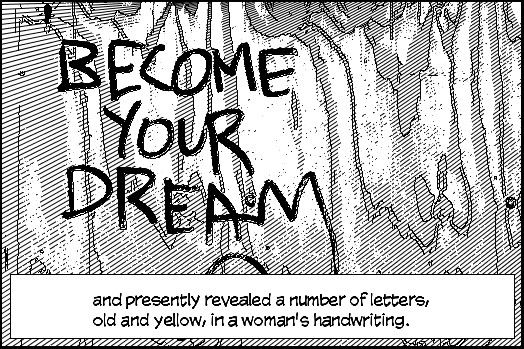 BECOME
YOUR
DREAM
and presently revealed a number of letters,
old and yellow, in a woman's handwriting.